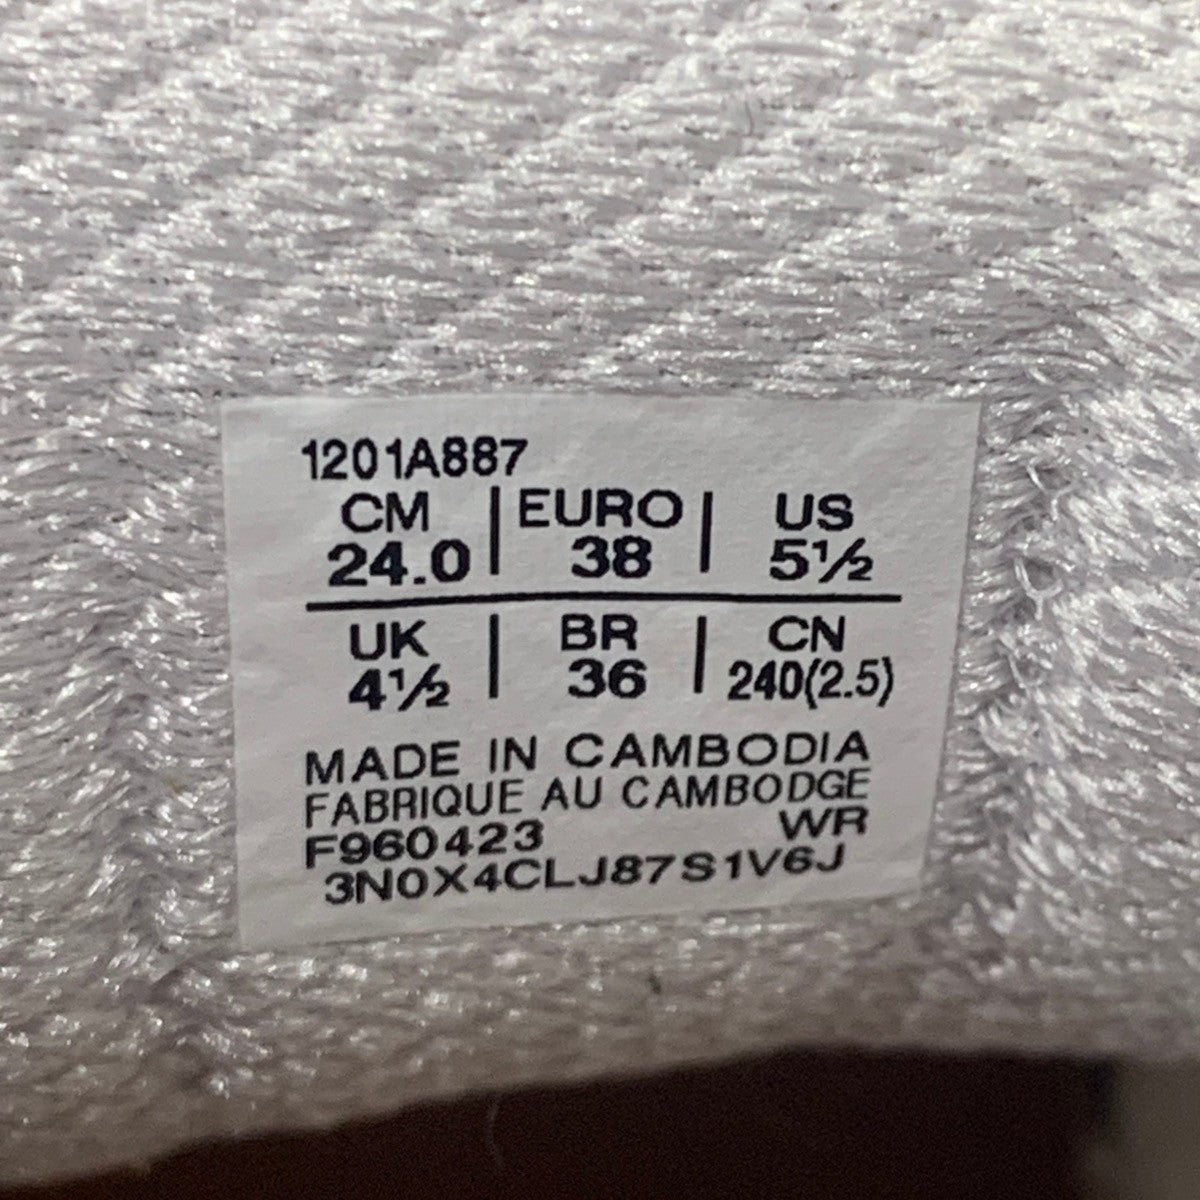 1201A887
CM | EURO | US
24.0 | 38 | 5½
UK | BR | CN
4½ | 36 | 240(2.5)
MADE IN CAMBODIA
FABRIQUE AU CAMBODGE
F960423 WR
3N0X4CLJ87S1V6J